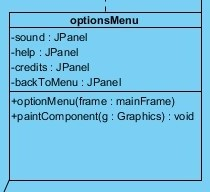 optionsMenu
-sound : JPanel
-help : JPanel
-credits : JPanel
-backToMenu : JPanel
+optionMenu(frame : mainFrame)
+paintComponent(g : Graphics) : void